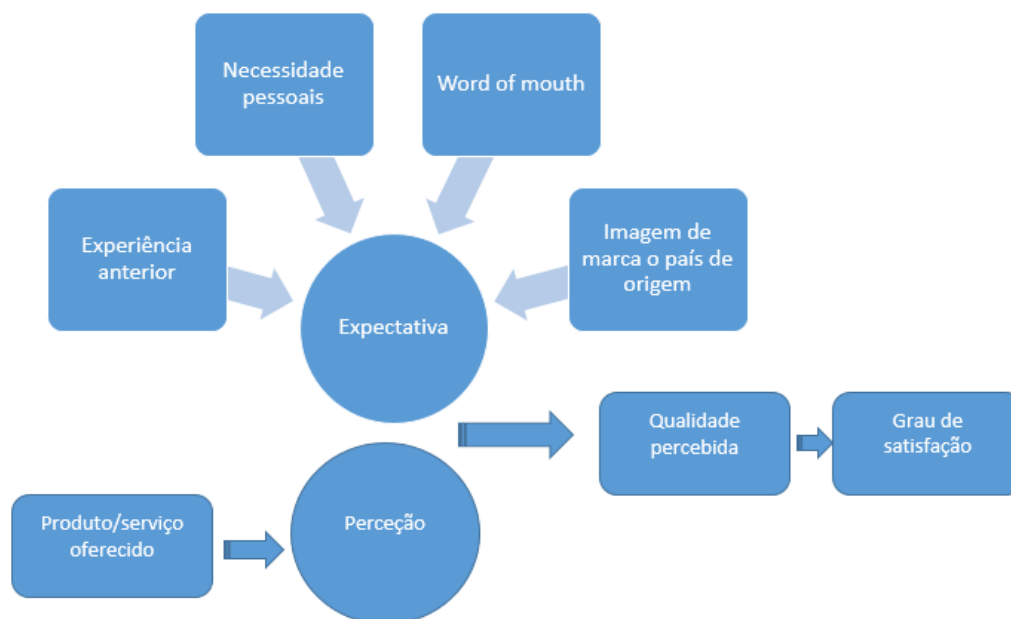 Necessidade
pessoais
Word of mouth
Experiência
anterior
Imagem de
marca o país de
origem
Expectativa
Qualidade
percebida
Grau de
satisfação
Produto/serviço
oferecido
Perceção